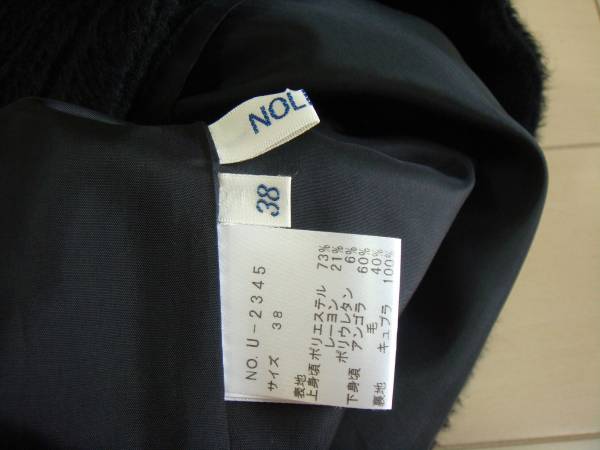 NOL
38
NO. U-2345
サイズ 38
表地
上身頃 ポリエステル 73%
レーヨン 21%
ポリウレタン 6%
下身頃 アンゴラ 60%
毛 40%
裏地 キュプラ 100%